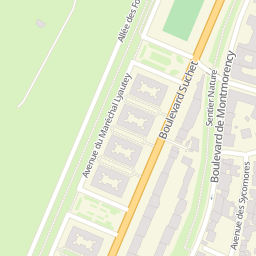 Allée des Fo
Boulevard Suchet
Avenue du Maréchal Lyautey
Sentier Nature
Boulevard de Montmorency
Avenue des Sycomores